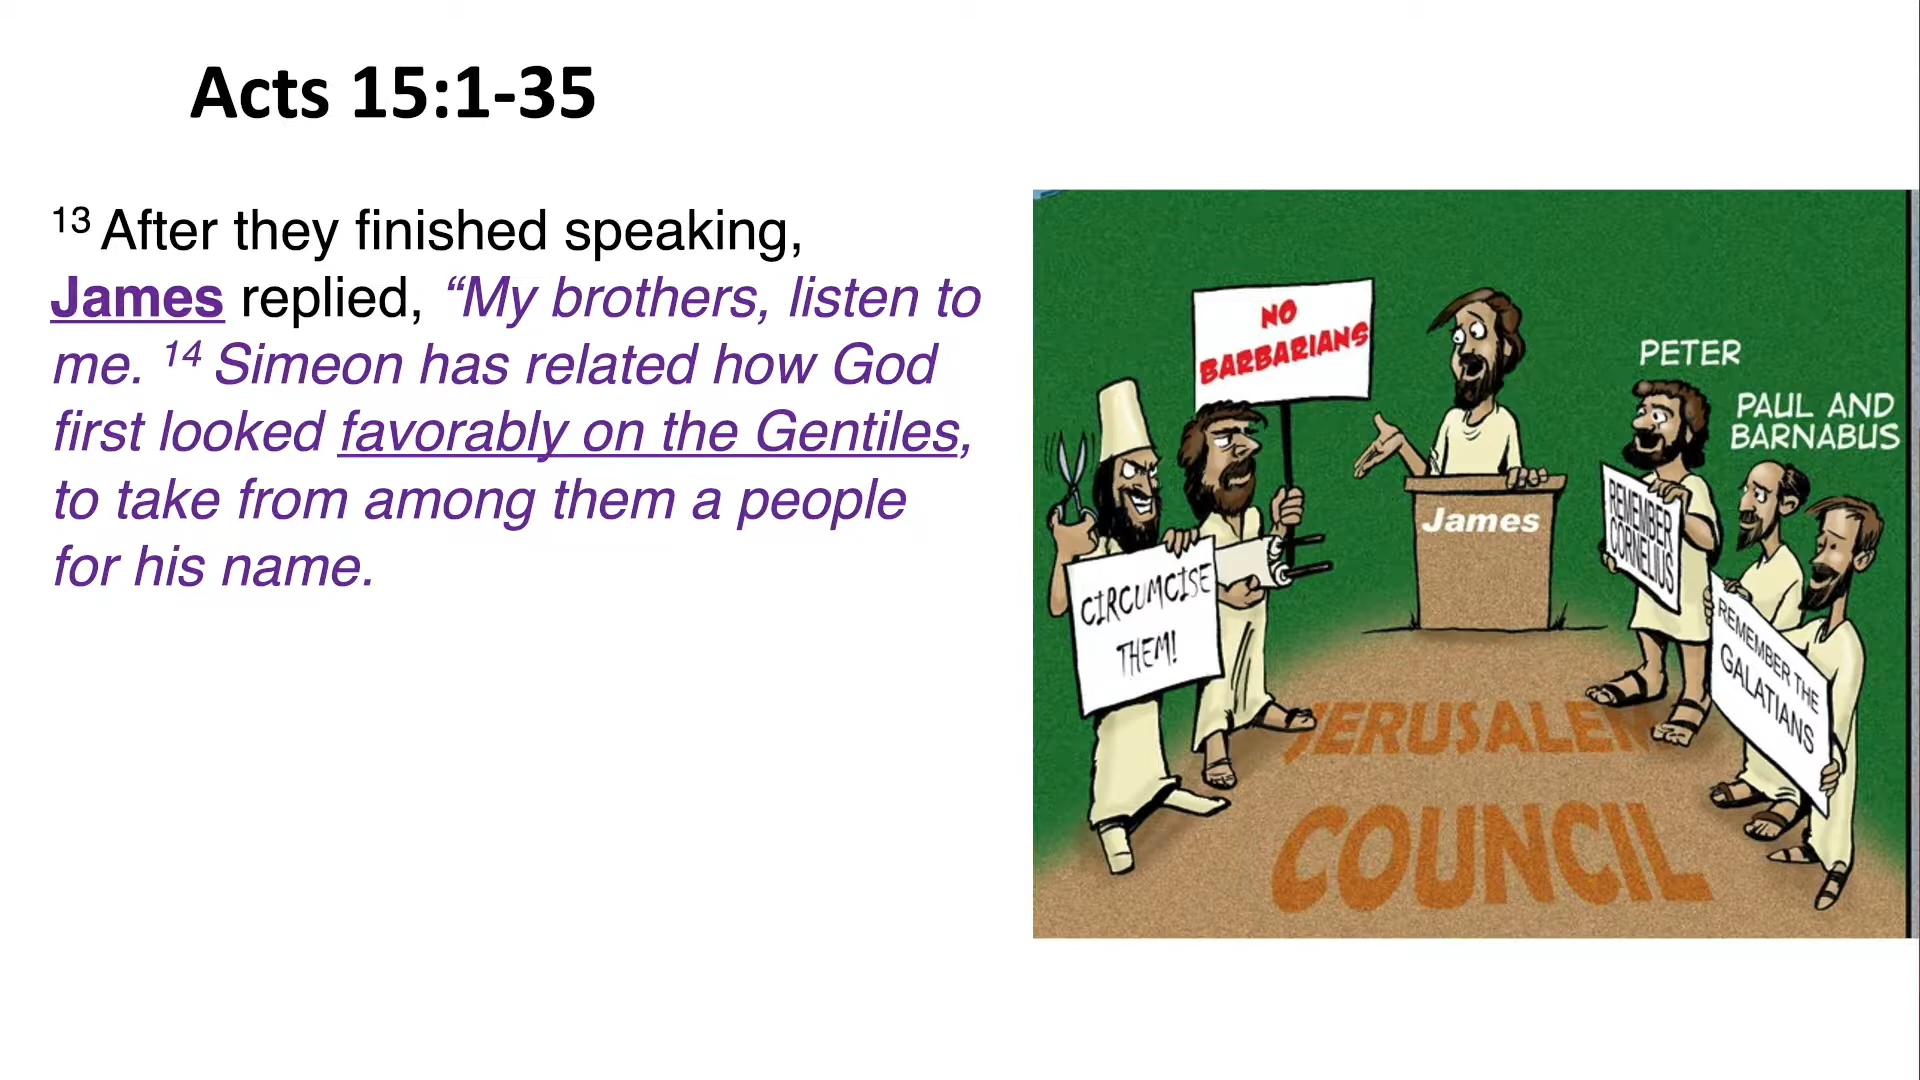 Acts 15:1-35
13 After they finished speaking,
James replied, “My brothers, listen to
me. 14 Simeon has related how God
first looked favorably on the Gentiles,
to take from among them a people
for his name.
NO
BARBARIANS
PETER
PAUL AND
BARNABUS
James
REMEMBER
CORNELIUS
CIRCUMCISE
THEM!
REMEMBER THE
GALATIANS
JERUSALEM
COUNCIL